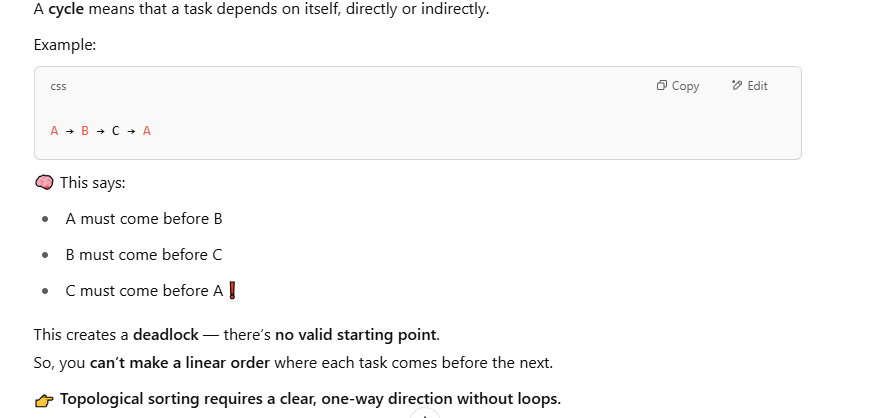 A cycle means that a task depends on itself, directly or indirectly.
Example:
css
Copy
Edit
A → B → C → A
🧠 This says:
• A must come before B
• B must come before C
• C must come before A❗
This creates a deadlock — there's no valid starting point.
So, you can't make a linear order where each task comes before the next.
👉 Topological sorting requires a clear, one-way direction without loops.